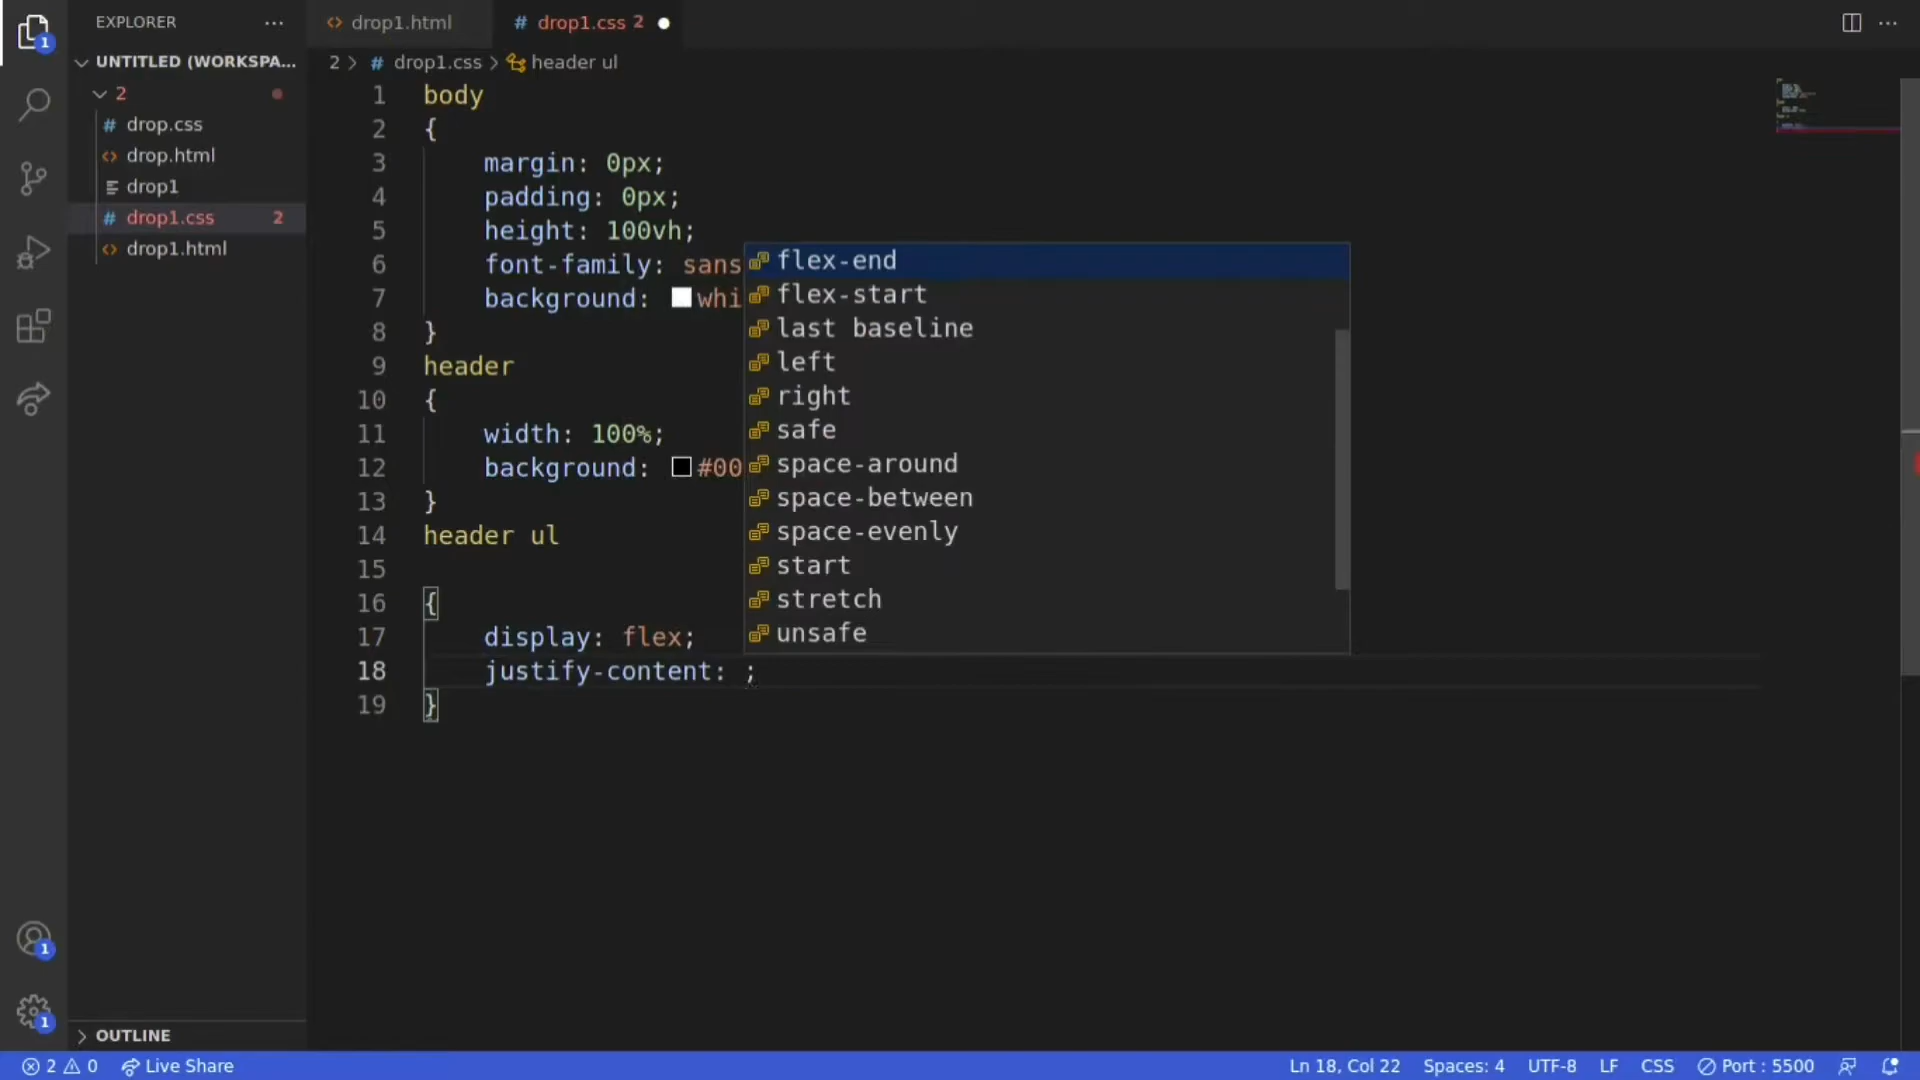 EXPLORER ···
UNTITLED (WORKSPA...
2
drop.css
drop.html
drop1
drop1.css 2
drop1.html
OUTLINE
1
1
1
drop1.html
# drop1.css 2
2 > # drop1.css > header ul
1 body
2 {
3 margin: 0px;
4 padding: 0px;
5 height: 100vh;
6 font-family: sans
7 background: whi
8 }
9 header
10 {
11 width: 100%;
12 background: #00
13 }
14 header ul
15
16 {
17 display: flex;
18 justify-content: ;
19 }
flex-end
flex-start
last baseline
left
right
safe
space-around
space-between
space-evenly
start
stretch
unsafe
2 0 Live Share
Ln 18, Col 22 Spaces: 4 UTF-8 LF CSS Port : 5500